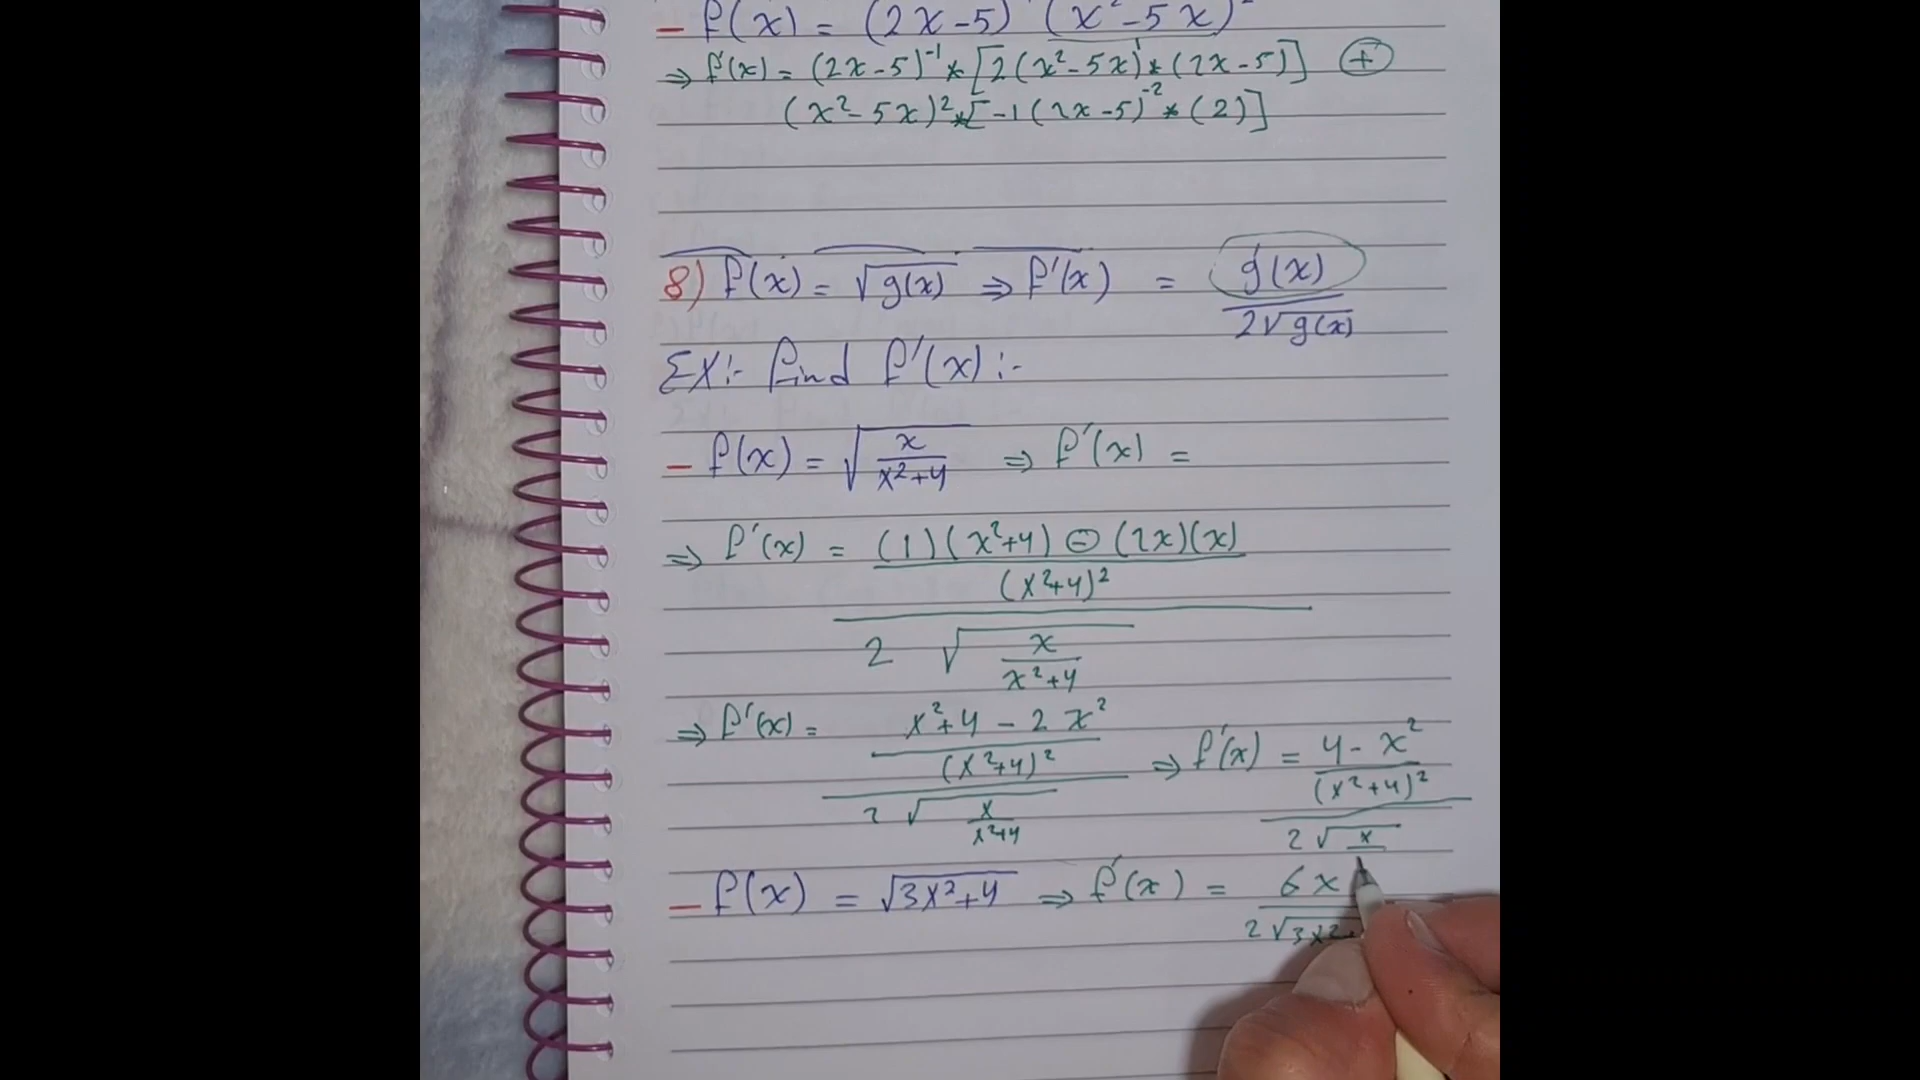 - f(x) = (2x-5) (x²-5x)
⇒ f'(x) = (2x-5)⁻¹ * [2(x²-5x)¹ * (2x-5)] ⊕
(x²-5x)² * [-1(2x-5)⁻² * (2)]
8) f(x) = √g(x) ⇒ f'(x) = g'(x) / 2√g(x)
EX:- find f'(x) :-
- f(x) = √(x / x²+4) ⇒ f'(x) =
⇒ f'(x) = (1)(x²+4) ⊖ (2x)(x)
(x²+4)²
2 √(x / x²+4)
⇒ f'(x) = x²+4 - 2x² / (x²+4)² / 2√(x / x²+4) ⇒ f'(x) = 4-x² / (x²+4)² / 2√x
- f(x) = √3x²+4 ⇒ f'(x) = 6x / 2√3x²